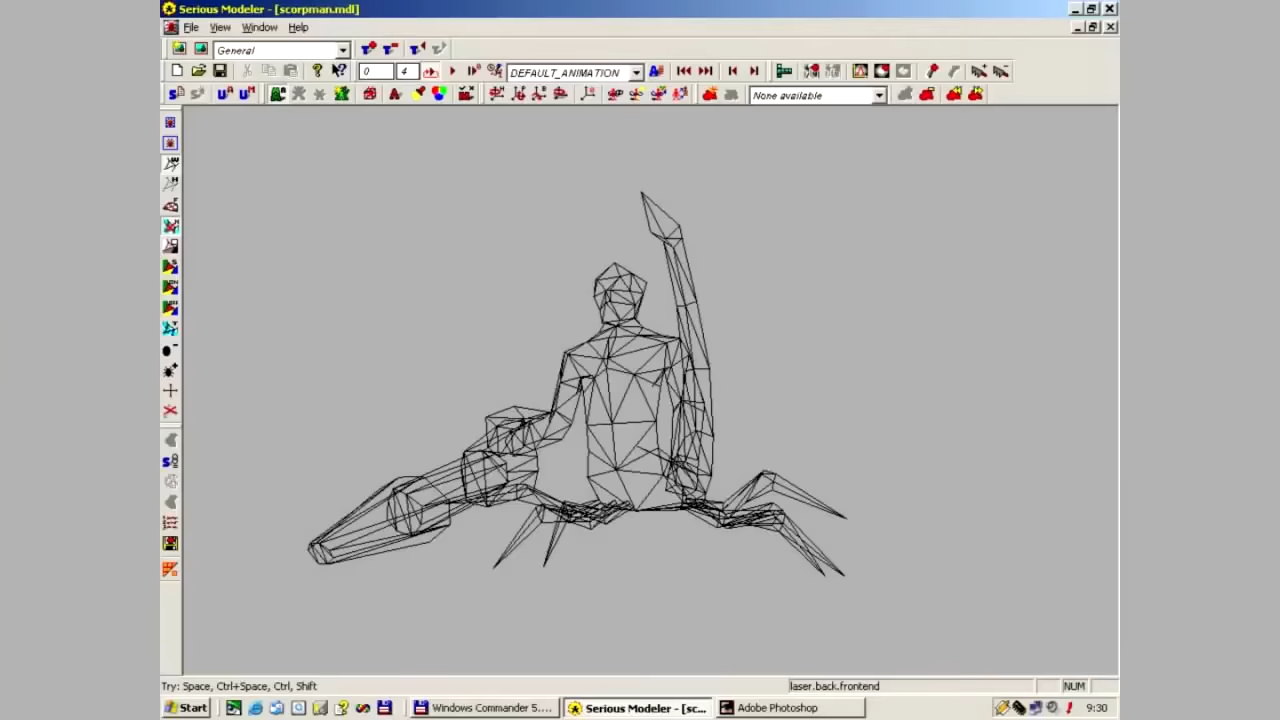 Serious Modeler - [scorpman.mdl]
File View Window Help
General
0 4 DEFAULT_ANIMATION
None available
Try: Space, Ctrl+Space, Ctrl, Shift laser.back.frontend NUM
Start Windows Commander 5.... Serious Modeler - [sc... Adobe Photoshop 9:30